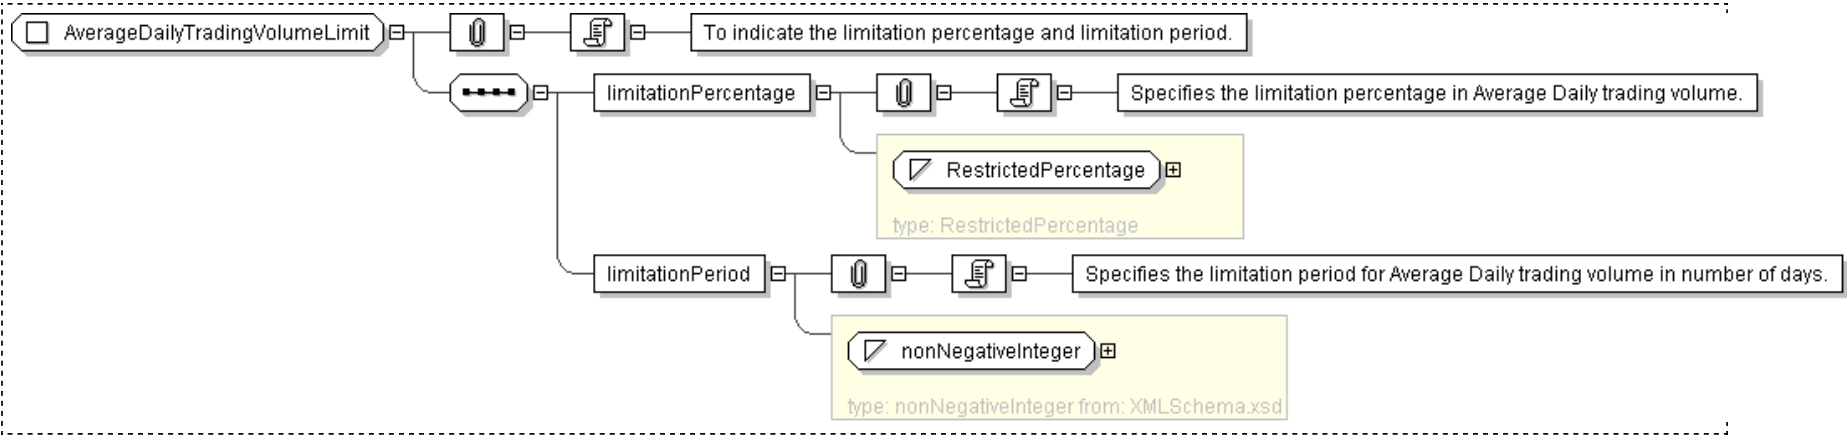 AverageDailyTradingVolumeLimit
To indicate the limitation percentage and limitation period.
limitationPercentage
Specifies the limitation percentage in Average Daily trading volume.
RestrictedPercentage
type: RestrictedPercentage
limitationPeriod
Specifies the limitation period for Average Daily trading volume in number of days.
nonNegativeInteger
type: nonNegativeInteger from: XMLSchema.xsd